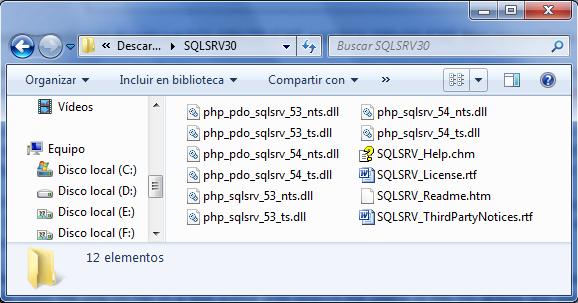 Descar... SQLSRV30
Buscar SQLSRV30
Organizar Incluir en biblioteca Compartir con »
Vídeos
Equipo
Disco local (C:)
Disco local (D:)
Disco local (E:)
Disco local (F:)
php_pdo_sqlsrv_53_nts.dll
php_pdo_sqlsrv_53_ts.dll
php_pdo_sqlsrv_54_nts.dll
php_pdo_sqlsrv_54_ts.dll
php_sqlsrv_53_nts.dll
php_sqlsrv_53_ts.dll
php_sqlsrv_54_nts.dll
php_sqlsrv_54_ts.dll
SQLSRV_Help.chm
SQLSRV_License.rtf
SQLSRV_Readme.htm
SQLSRV_ThirdPartyNotices.rtf
12 elementos